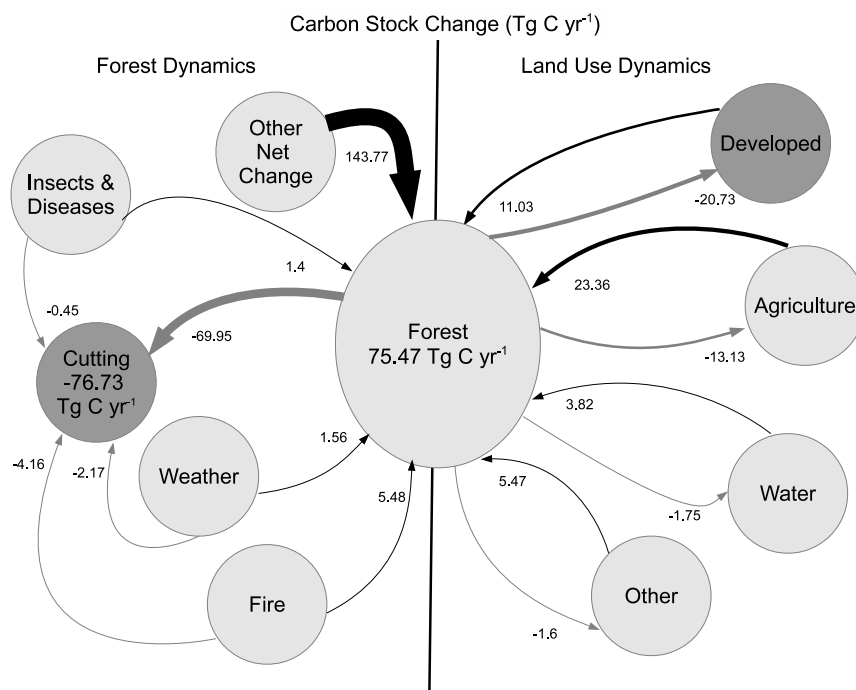 Carbon Stock Change (Tg C yr⁻¹)
Forest Dynamics
Land Use Dynamics
Other
Net
Change
143.77
Developed
11.03
-20.73
Insects &
Diseases
1.4
-0.45
-69.95
23.36
Agriculture
-13.13
Forest
75.47 Tg C yr⁻¹
Cutting
-76.73
Tg C yr⁻¹
3.82
-4.16
-2.17
Weather
1.56
5.48
5.47
Water
-1.75
Fire
Other
-1.6